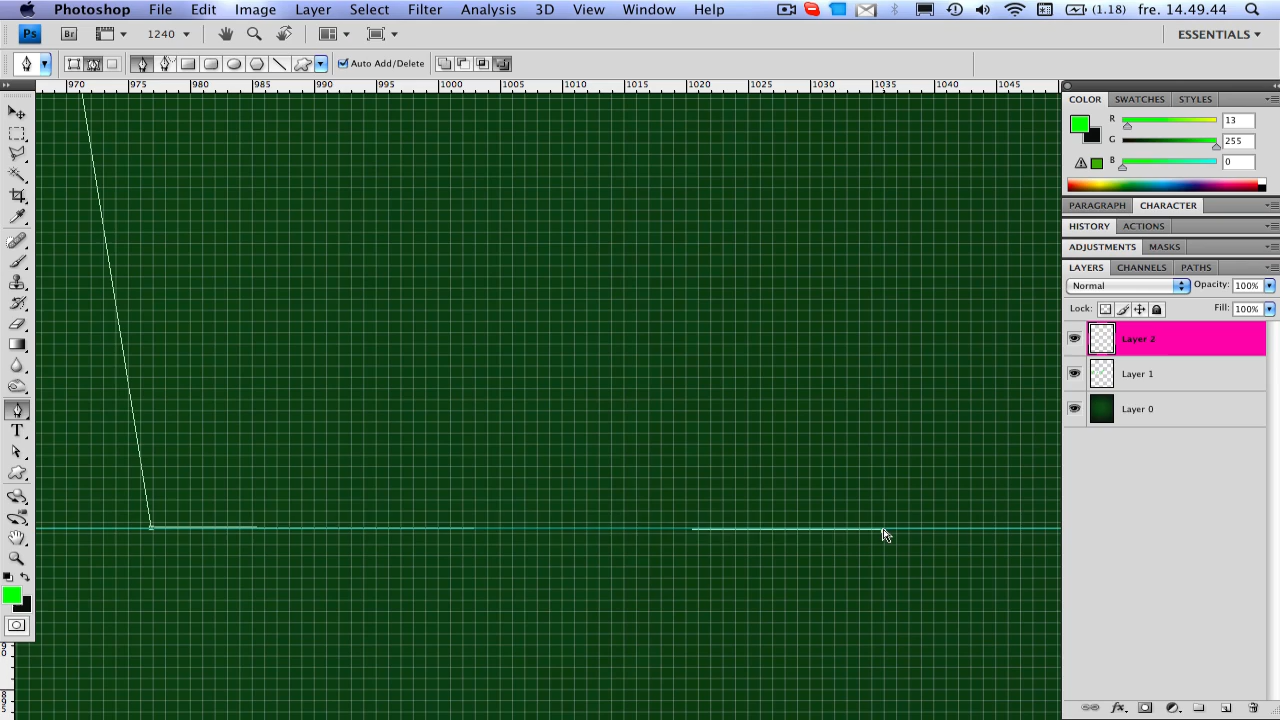 Photoshop File Edit Image Layer Select Filter Analysis 3D View Window Help (1.18) fre. 14.49.44
Ps Br 1240 ESSENTIALS
Auto Add/Delete
970 975 980 985 990 995 1000 1005 1010 1015 1020 1025 1030 1035 1040 1045
COLOR SWATCHES STYLES
R 13
G 255
B 0
PARAGRAPH CHARACTER
HISTORY ACTIONS
ADJUSTMENTS MASKS
LAYERS CHANNELS PATHS
Normal Opacity: 100%
Lock: Fill: 100%
Layer 2
Layer 1
Layer 0
T
fx